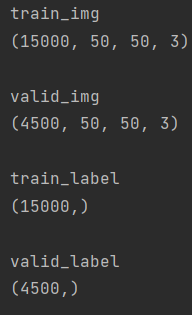 train_img
(15000, 50, 50, 3)
valid_img
(4500, 50, 50, 3)
train_label
(15000,)
valid_label
(4500,)